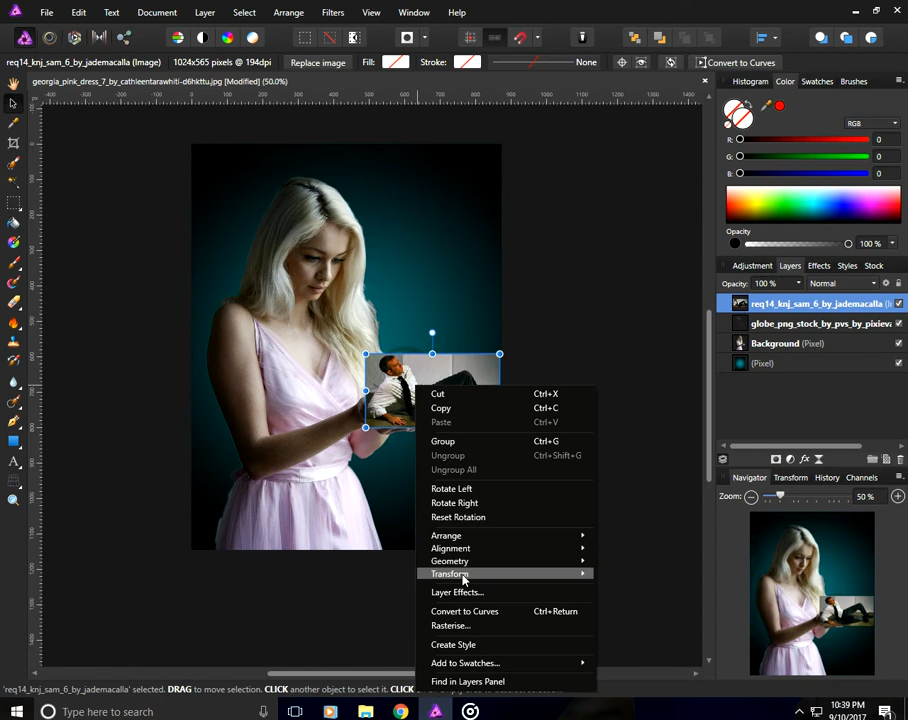 File Edit Text Document Layer Select Arrange Filters View Window Help
req14_knj_sam_6_by_jademacalla (Image) 1024x565 pixels @ 194dpi Replace image Fill: Stroke: None Convert to Curves
georgia_pink_dress_7_by_cathleentarawhiti-d6hkttu.jpg [Modified] (50.0%)
Histogram Color Swatches Brushes
RGB
R: 0
G: 0
B: 0
Opacity
100 %
Adjustment Layers Effects Styles Stock
Opacity: 100 % Normal
req14_knj_sam_6_by_jademacalla (I
globe_png_stock_by_pvs_by_pixieva
Background (Pixel)
(Pixel)
Navigator Transform History Channels
Zoom: 50 %
Cut Ctrl+X
Copy Ctrl+C
Paste Ctrl+V
Group Ctrl+G
Ungroup Ctrl+Shift+G
Ungroup All
Rotate Left
Rotate Right
Reset Rotation
Arrange
Alignment
Geometry
Transform
Layer Effects...
Convert to Curves Ctrl+Return
Rasterise...
Create Style
Add to Swatches...
Find in Layers Panel
'req14_knj_sam_6_by_jademacalla' selected. DRAG to move selection. CLICK another object to select it. CLICK
Type here to search
10:39 PM
9/10/2017